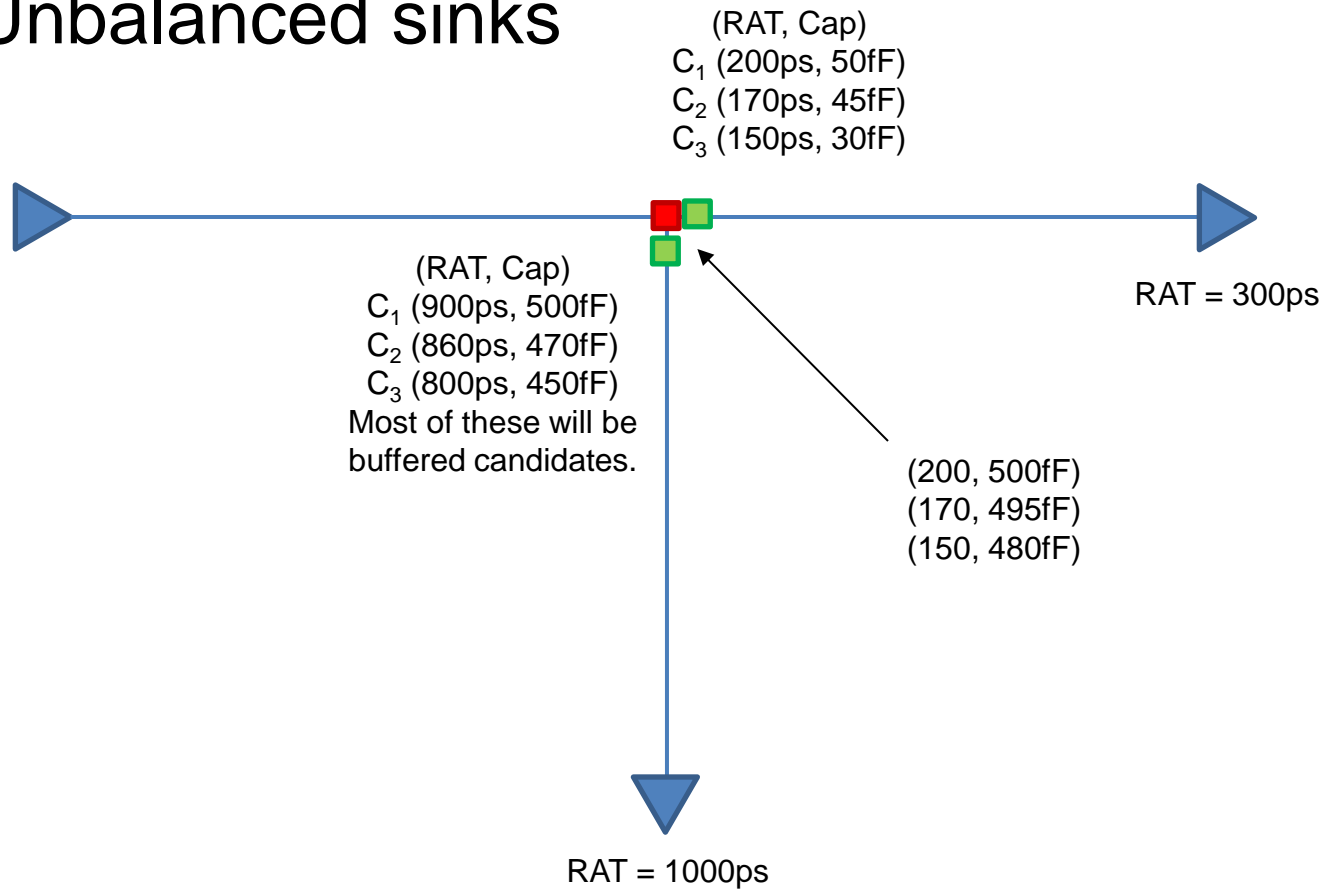 Unbalanced sinks
(RAT, Cap)
C₁ (200ps, 50fF)
C₂ (170ps, 45fF)
C₃ (150ps, 30fF)
(RAT, Cap)
C₁ (900ps, 500fF)
C₂ (860ps, 470fF)
C₃ (800ps, 450fF)
Most of these will be
buffered candidates.
RAT = 300ps
(200, 500fF)
(170, 495fF)
(150, 480fF)
RAT = 1000ps